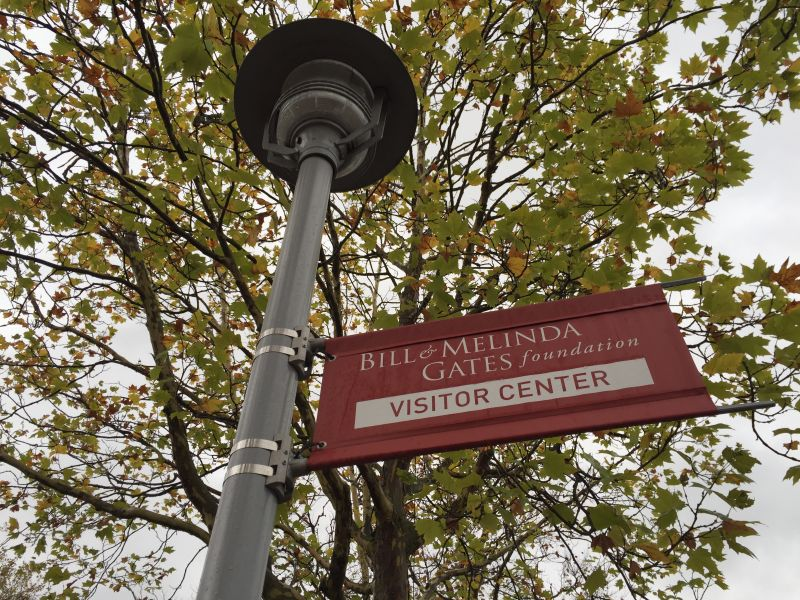 BILL & MELINDA
GATES foundation
VISITOR CENTER